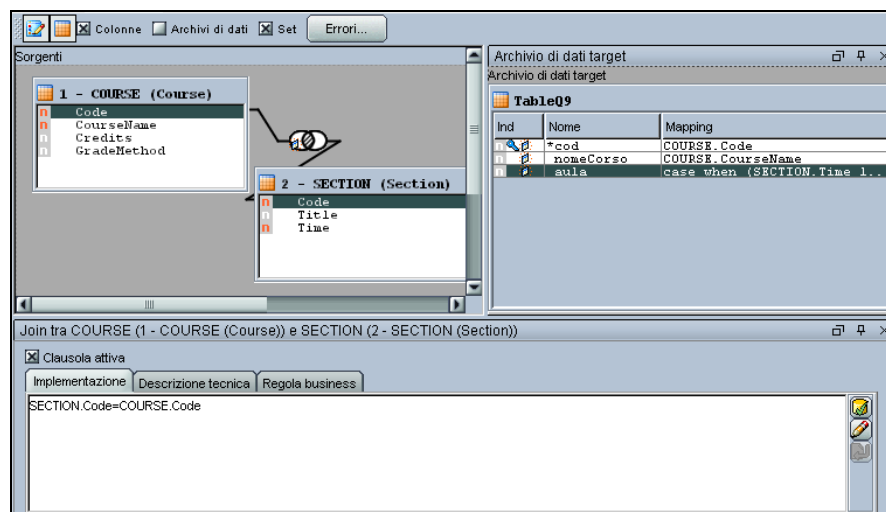 Colonne Archivi di dati Set Errori...
Sorgenti
1 - COURSE (Course)
n Code
n CourseName
n Credits
n GradeMethod
2 - SECTION (Section)
n Code
n Title
n Time
Archivio di dati target
Archivio di dati target
TableQ9
Ind Nome Mapping
n *cod COURSE.Code
n nomeCorso COURSE.CourseName
n aula case when (SECTION.Time l..
Join tra COURSE (1 - COURSE (Course)) e SECTION (2 - SECTION (Section))
Clausola attiva
Implementazione Descrizione tecnica Regola business
SECTION.Code=COURSE.Code